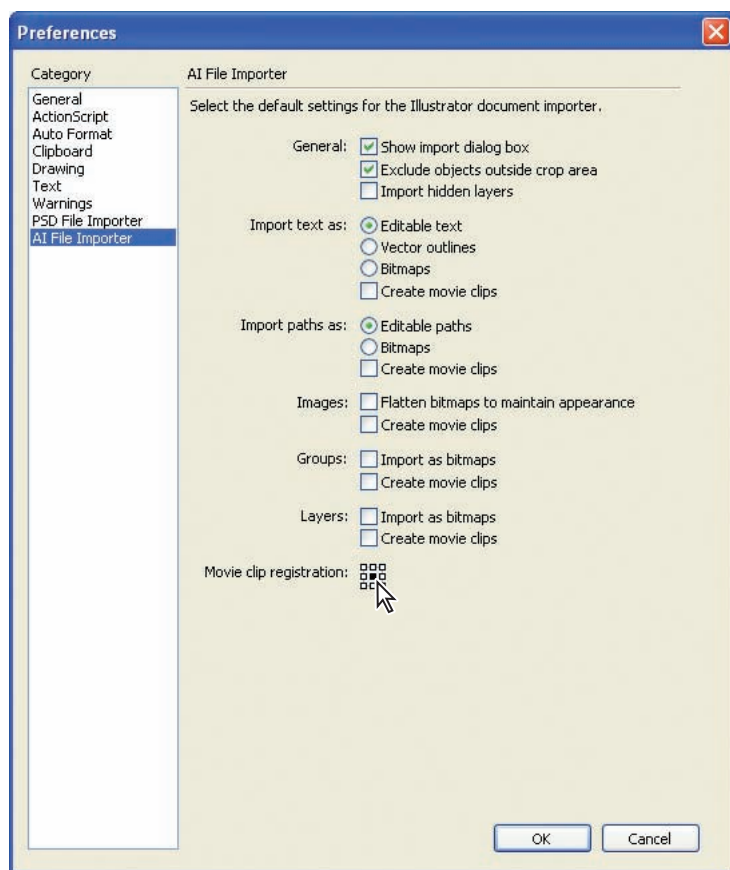 Preferences
Category
General
ActionScript
Auto Format
Clipboard
Drawing
Text
Warnings
PSD File Importer
AI File Importer
AI File Importer
Select the default settings for the Illustrator document importer.
General: Show import dialog box
Exclude objects outside crop area
Import hidden layers
Import text as: Editable text
Vector outlines
Bitmaps
Create movie clips
Import paths as: Editable paths
Bitmaps
Create movie clips
Images: Flatten bitmaps to maintain appearance
Create movie clips
Groups: Import as bitmaps
Create movie clips
Layers: Import as bitmaps
Create movie clips
Movie clip registration:
OK Cancel